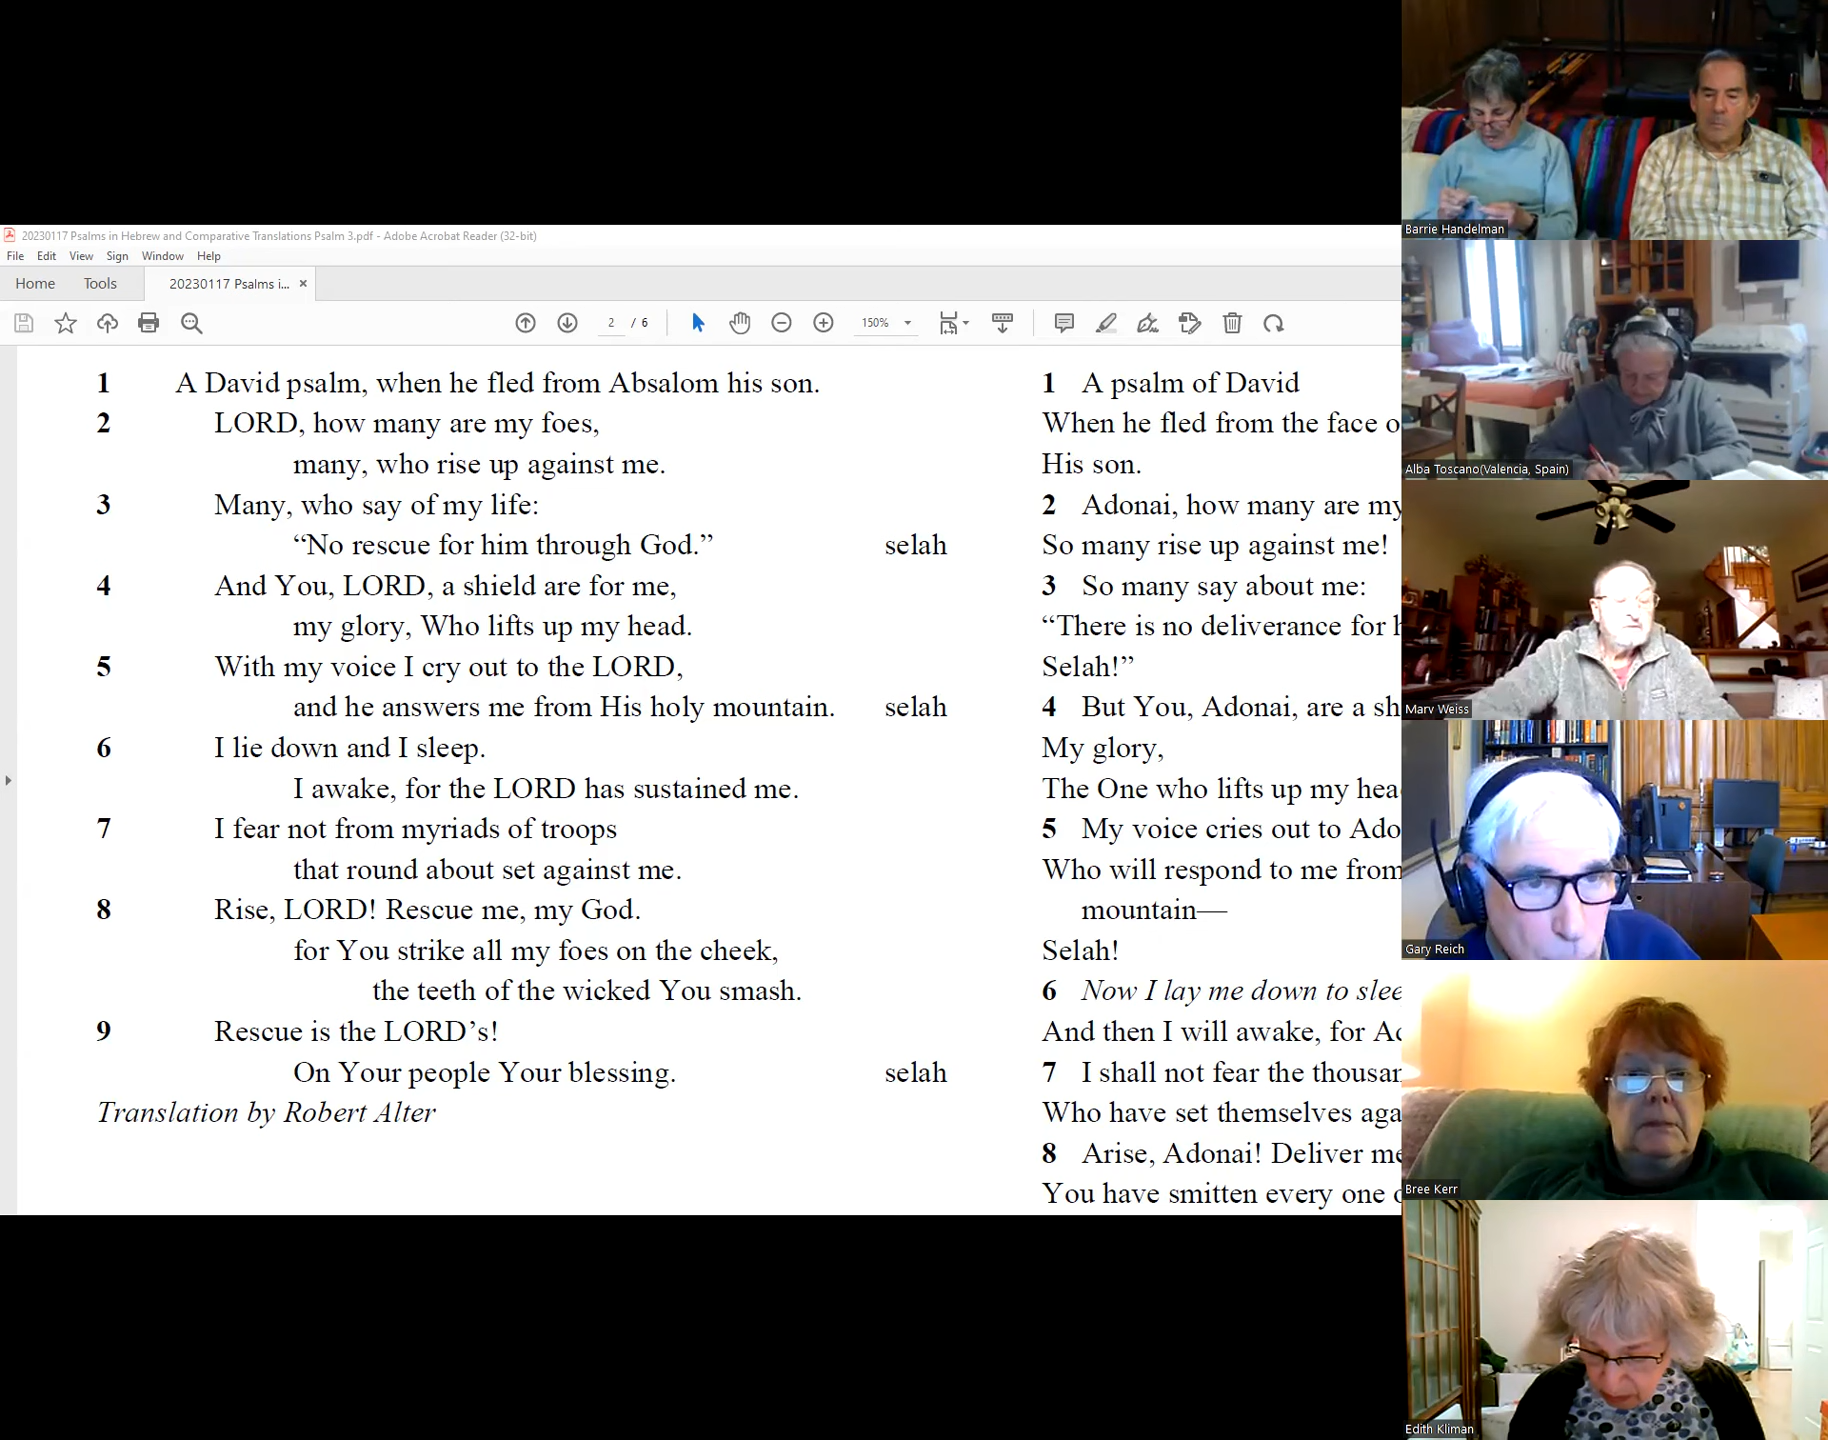 20230117 Psalms in Hebrew and Comparative Translations Psalm 3.pdf - Adobe Acrobat Reader (32-bit)
File Edit View Sign Window Help
Home Tools 20230117 Psalms i... ×
2 / 6 150%
1 A David psalm, when he fled from Absalom his son.
2 LORD, how many are my foes,
many, who rise up against me.
3 Many, who say of my life:
“No rescue for him through God.” selah
4 And You, LORD, a shield are for me,
my glory, Who lifts up my head.
5 With my voice I cry out to the LORD,
and he answers me from His holy mountain. selah
6 I lie down and I sleep.
I awake, for the LORD has sustained me.
7 I fear not from myriads of troops
that round about set against me.
8 Rise, LORD! Rescue me, my God.
for You strike all my foes on the cheek,
the teeth of the wicked You smash.
9 Rescue is the LORD’s!
On Your people Your blessing. selah
Translation by Robert Alter
1 A psalm of David
When he fled from the face o
His son.
2 Adonai, how many are my
So many rise up against me!
3 So many say about me:
“There is no deliverance for h
Selah!”
4 But You, Adonai, are a sh
My glory,
The One who lifts up my hea
5 My voice cries out to Ado
Who will respond to me from
mountain—
Selah!
6 Now I lay me down to slee
And then I will awake, for Ad
7 I shall not fear the thousan
Who have set themselves aga
8 Arise, Adonai! Deliver me
You have smitten every one o
Barrie Handelman
Alba Toscano(Valencia, Spain)
Marv Weiss
Gary Reich
Bree Kerr
Edith Kliman